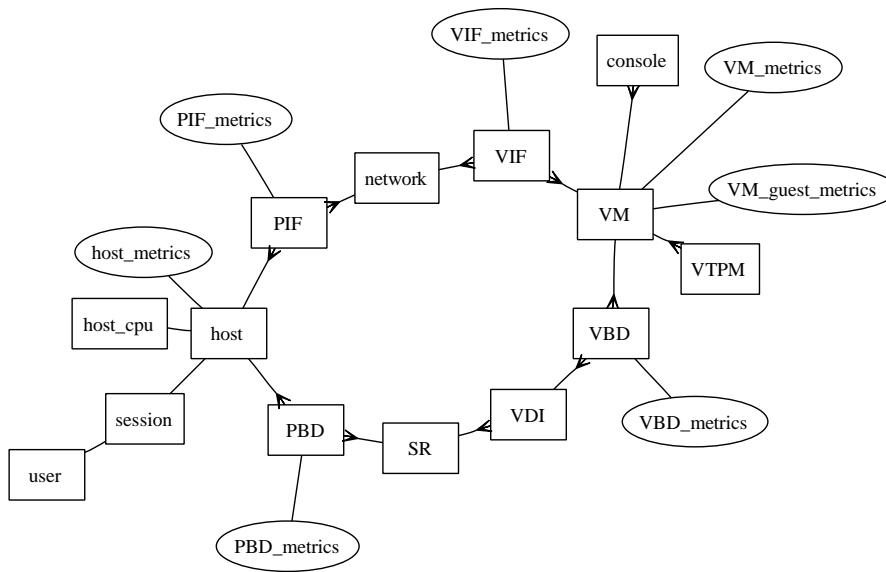 VIF_metrics
console
VM_metrics
PIF_metrics
VIF
network
VM_guest_metrics
PIF
VM
host_metrics
VTPM
host_cpu
host
VBD
session
PBD
VDI
VBD_metrics
SR
user
PBD_metrics